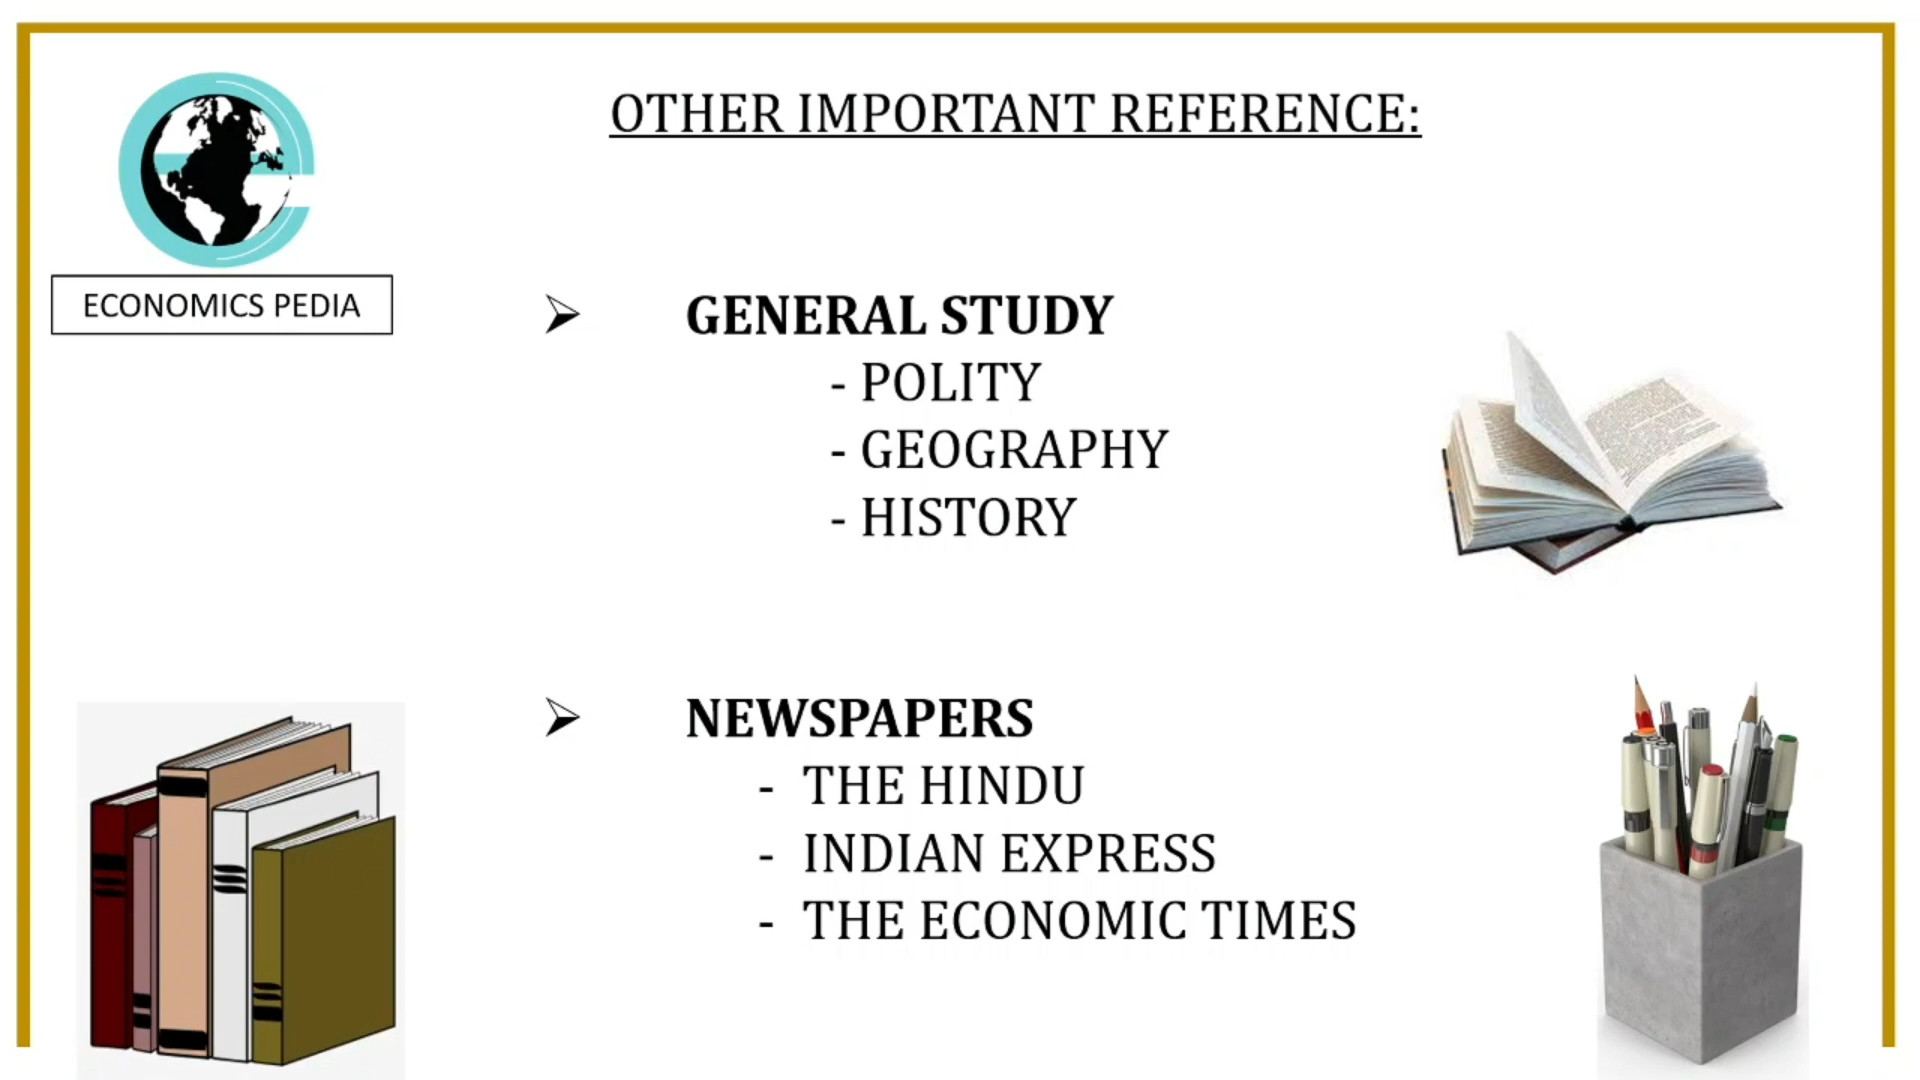 OTHER IMPORTANT REFERENCE:
ECONOMICS PEDIA
➢ GENERAL STUDY
- POLITY
- GEOGRAPHY
- HISTORY
➢ NEWSPAPERS
- THE HINDU
- INDIAN EXPRESS
- THE ECONOMIC TIMES